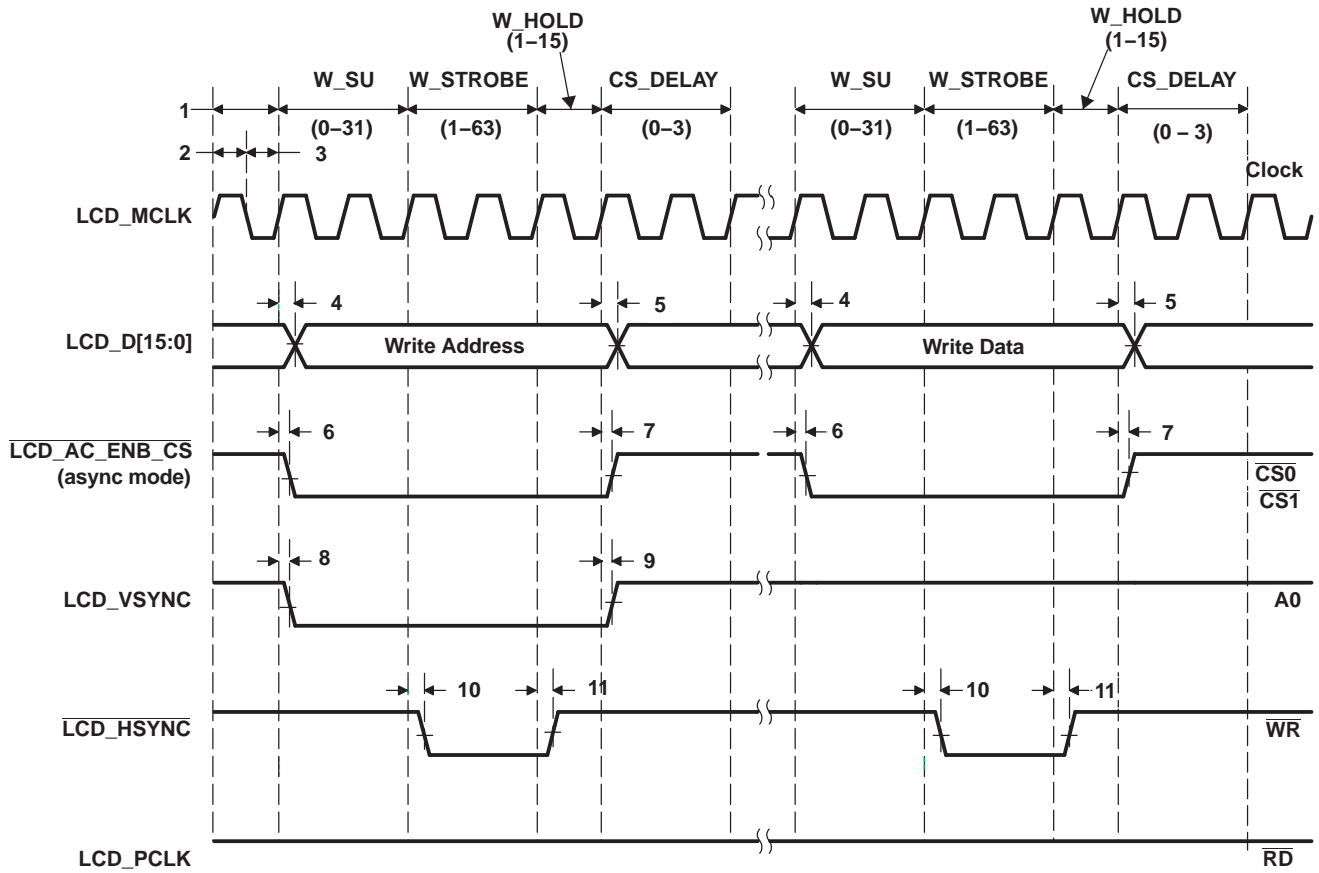 W_HOLD
(1–15)
W_HOLD
(1–15)
W_SU W_STROBE CS_DELAY W_SU W_STROBE CS_DELAY
1
(0–31) (1–63) (0–3) (0–31) (1–63) (0 – 3)
2 3
Clock
LCD_MCLK
4 5 4 5
LCD_D[15:0] Write Address Write Data
6 7 6 7
LCD_AC_ENB_CS
(async mode)
CS0
CS1
8 9
LCD_VSYNC A0
10 11 10 11
LCD_HSYNC WR
LCD_PCLK RD